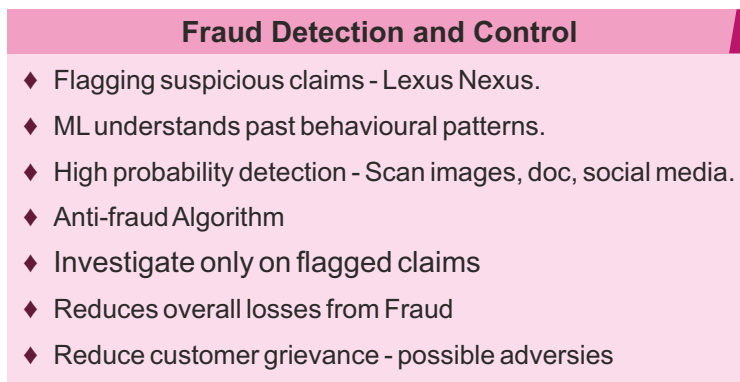 Fraud Detection and Control
♦ Flagging suspicious claims - Lexus Nexus.
♦ ML understands past behavioural patterns.
♦ High probability detection - Scan images, doc, social media.
♦ Anti-fraud Algorithm
♦ Investigate only on flagged claims
♦ Reduces overall losses from Fraud
♦ Reduce customer grievance - possible adversies